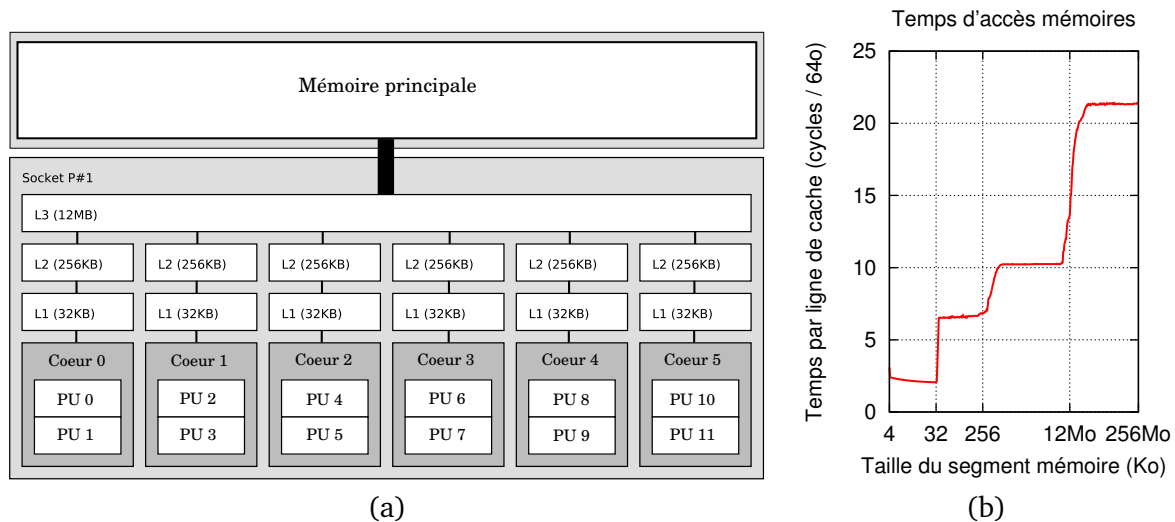 Mémoire principale
Socket P#1
L3 (12MB)
L2 (256KB) L2 (256KB) L2 (256KB) L2 (256KB) L2 (256KB) L2 (256KB)
L1 (32KB) L1 (32KB) L1 (32KB) L1 (32KB) L1 (32KB) L1 (32KB)
Coeur 0 Coeur 1 Coeur 2 Coeur 3 Coeur 4 Coeur 5
PU 0 PU 2 PU 4 PU 6 PU 8 PU 10
PU 1 PU 3 PU 5 PU 7 PU 9 PU 11
(a)
Temps d'accès mémoires
Temps par ligne de cache (cycles / 64o)
25
20
15
10
5
0
4 32 256 12Mo 256Mo
Taille du segment mémoire (Ko)
(b)